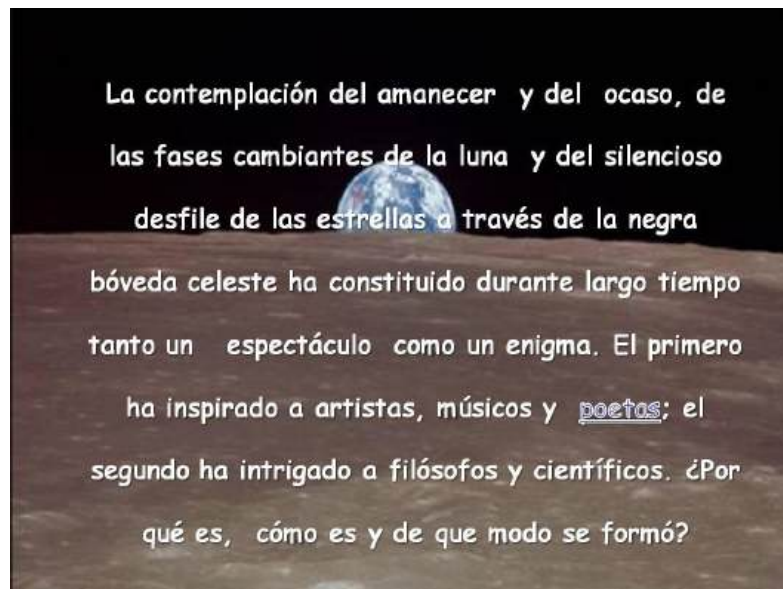 La contemplación del amanecer y del ocaso, de
las fases cambiantes de la luna y del silencioso
desfile de las estrellas a través de la negra
bóveda celeste ha constituido durante largo tiempo
tanto un espectáculo como un enigma. El primero
ha inspirado a artistas, músicos y poetas; el
segundo ha intrigado a filósofos y científicos. ¿Por
qué es, cómo es y de que modo se formó?